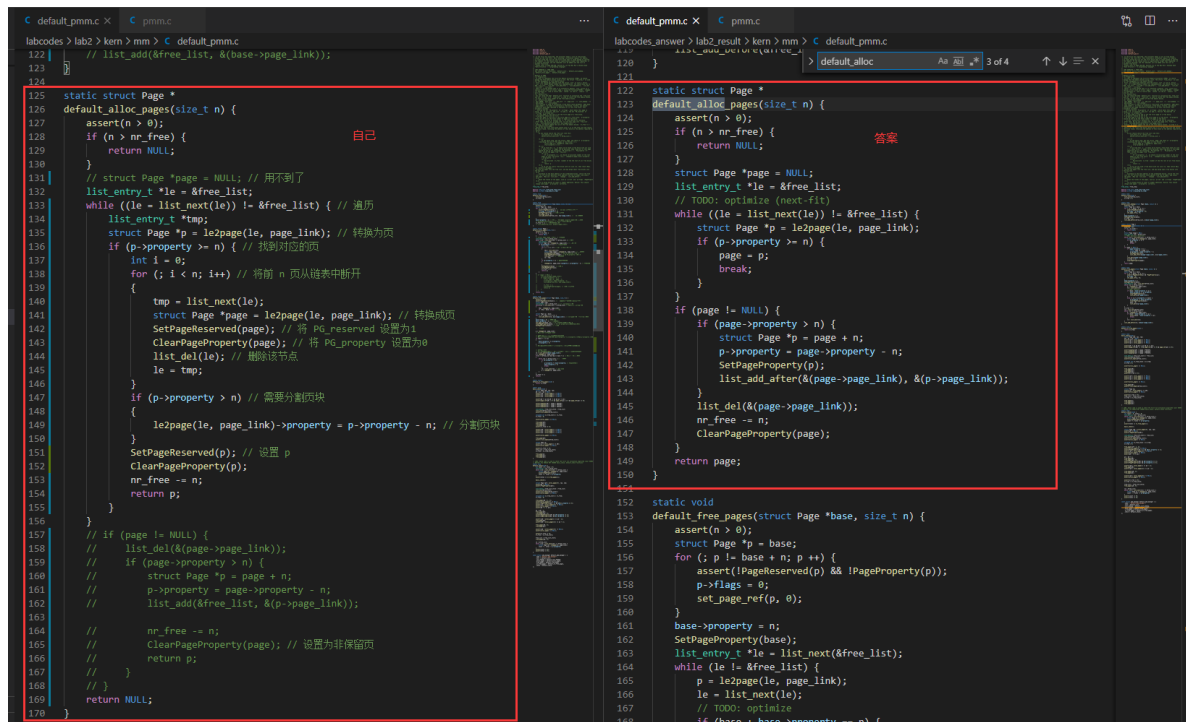 default_pmm.c
pmm.c
labcodes > lab2 > kern > mm > C default_pmm.c
122 // list_add(&free_list, &(base->page_link));
123 }
124
125 static struct Page *
126 default_alloc_pages(size_t n) {
127 assert(n > 0);
128 if (n > nr_free) {
自己
129 return NULL;
130 }
131 // struct Page *page = NULL; // 用不到了
132 list_entry_t *le = &free_list;
133 while ((le = list_next(le)) != &free_list) { // 遍历
134 list_entry_t *tmp;
135 struct Page *p = le2page(le, page_link); // 转换为页
136 if (p->property >= n) { // 找到对应的页
137 int i = 0;
138 for (; i < n; i++) // 将前 n 页从链表中断开
139 {
140 tmp = list_next(le);
141 struct Page *page = le2page(le, page_link); // 转换成页
142 SetPageReserved(page); // 将 PG_reserved 设置为1
143 ClearPageProperty(page); // 将 PG_property 设置为0
144 list_del(le); // 删除该节点
145 le = tmp;
146 }
147 if (p->property > n) // 需要分割页块
148 {
149 le2page(le, page_link)->property = p->property - n; // 分割页块
150 }
151 SetPageReserved(p); // 设置 p
152 ClearPageProperty(p);
153 nr_free -= n;
154 return p;
155 }
156 }
157 // if (page != NULL) {
158 // list_del(&(page->page_link));
159 // if (page->property > n) {
160 // struct Page *p = page + n;
161 // p->property = page->property - n;
162 // list_add(&free_list, &(p->page_link));
163
164 // nr_free -= n;
165 // ClearPageProperty(page); // 设置为非保留页
166 // return p;
167 // }
168 // }
169 return NULL;
170 }
default_pmm.c
pmm.c
labcodes_answer > lab2_result > kern > mm > C default_pmm.c
default_alloc
Aa Abl .* 3 of 4
120 }
121
122 static struct Page *
123 default_alloc_pages(size_t n) {
124 assert(n > 0);
125 if (n > nr_free) {
答案
126 return NULL;
127 }
128 struct Page *page = NULL;
129 list_entry_t *le = &free_list;
130 // TODO: optimize (next-fit)
131 while ((le = list_next(le)) != &free_list) {
132 struct Page *p = le2page(le, page_link);
133 if (p->property >= n) {
134 page = p;
135 break;
136 }
137 }
138 if (page != NULL) {
139 if (page->property > n) {
140 struct Page *p = page + n;
141 p->property = page->property - n;
142 SetPageProperty(p);
143 list_add_after(&(page->page_link), &(p->page_link));
144 }
145 list_del(&(page->page_link));
146 nr_free -= n;
147 ClearPageProperty(page);
148 }
149 return page;
150 }
151
152 static void
153 default_free_pages(struct Page *base, size_t n) {
154 assert(n > 0);
155 struct Page *p = base;
156 for (; p != base + n; p ++) {
157 assert(!PageReserved(p) && !PageProperty(p));
158 p->flags = 0;
159 set_page_ref(p, 0);
160 }
161 base->property = n;
162 SetPageProperty(base);
163 list_entry_t *le = list_next(&free_list);
164 while (le != &free_list) {
165 p = le2page(le, page_link);
166 le = list_next(le);
167 // TODO: optimize